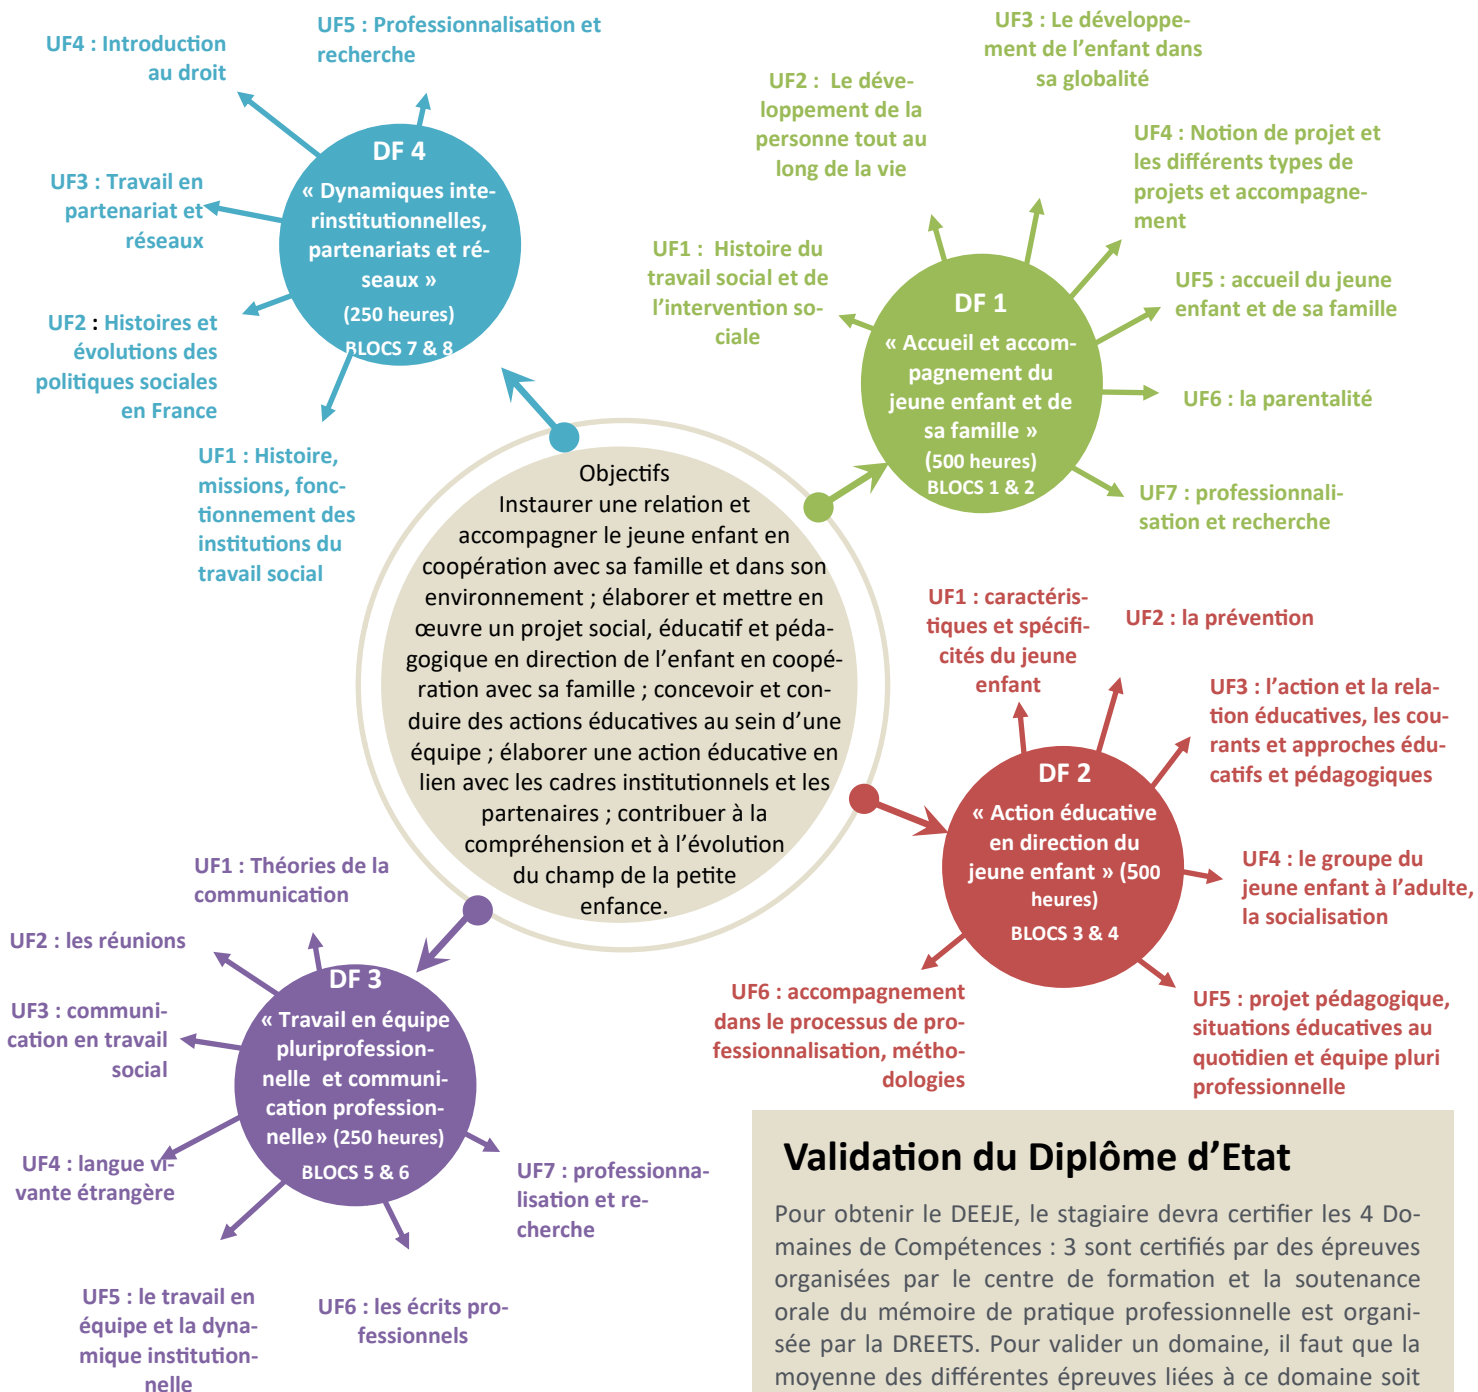 UF4 : Introduction
au droit
UF5 : Professionnalisation et
recherche
UF3 : Travail en
partenariat et
réseaux
UF2 : Histoires et
évolutions des
politiques sociales
en France
UF1 : Histoire,
missions, fonc-
tionnement des
institutions du
travail social
DF 4
« Dynamiques inte-
rinstitutionnelles,
partenariats et ré-
seaux »
(250 heures)
BLOCS 7 & 8
UF3 : Le développe-
ment de l’enfant dans
sa globalité
UF2 : Le déve-
loppement de la
personne tout au
long de la vie
UF4 : Notion de projet et
les différents types de
projets et accompagne-
ment
UF1 : Histoire du
travail social et de
l’intervention so-
ciale
UF5 : accueil du jeune
enfant et de sa famille
UF6 : la parentalité
UF7 : professionnali-
sation et recherche
DF 1
« Accueil et accom-
pagnement du
jeune enfant et de
sa famille »
(500 heures)
BLOCS 1 & 2
Objectifs
Instaurer une relation et
accompagner le jeune enfant en
coopération avec sa famille et dans son
environnement ; élaborer et mettre en
œuvre un projet social, éducatif et péda-
gogique en direction de l’enfant en coopé-
ration avec sa famille ; concevoir et con-
duire des actions éducatives au sein d’une
équipe ; élaborer une action éducative en
lien avec les cadres institutionnels et les
partenaires ; contribuer à la
compréhension et à l’évolution
du champ de la petite
enfance.
UF1 : caractéris-
tiques et spécifi-
cités du jeune
enfant
UF2 : la prévention
UF3 : l’action et la rela-
tion éducatives, les cou-
rants et approches édu-
catifs et pédagogiques
DF 2
« Action éducative
en direction du
jeune enfant » (500
heures)
BLOCS 3 & 4
UF4 : le groupe du
jeune enfant à l’adulte,
la socialisation
UF6 : accompagnement
dans le processus de pro-
fessionnalisation, métho-
dologies
UF5 : projet pédagogique,
situations éducatives au
quotidien et équipe pluri
professionnelle
UF1 : Théories de la
communication
UF2 : les réunions
UF3 : communi-
cation en travail
social
DF 3
« Travail en équipe
pluriprofession-
nelle et communi-
cation profession-
nelle» (250 heures)
BLOCS 5 & 6
UF4 : langue vi-
vante étrangère
UF7 : professionna-
lisation et re-
cherche
UF5 : le travail en
équipe et la dyna-
mique institution-
nelle
UF6 : les écrits pro-
fessionnels
Validation du Diplôme d’Etat
Pour obtenir le DEEJE, le stagiaire devra certifier les 4 Do-
maines de Compétences : 3 sont certifiés par des épreuves
organisées par le centre de formation et la soutenance
orale du mémoire de pratique professionnelle est organi-
sée par la DREETS. Pour valider un domaine, il faut que la
moyenne des différentes épreuves liées à ce domaine soit